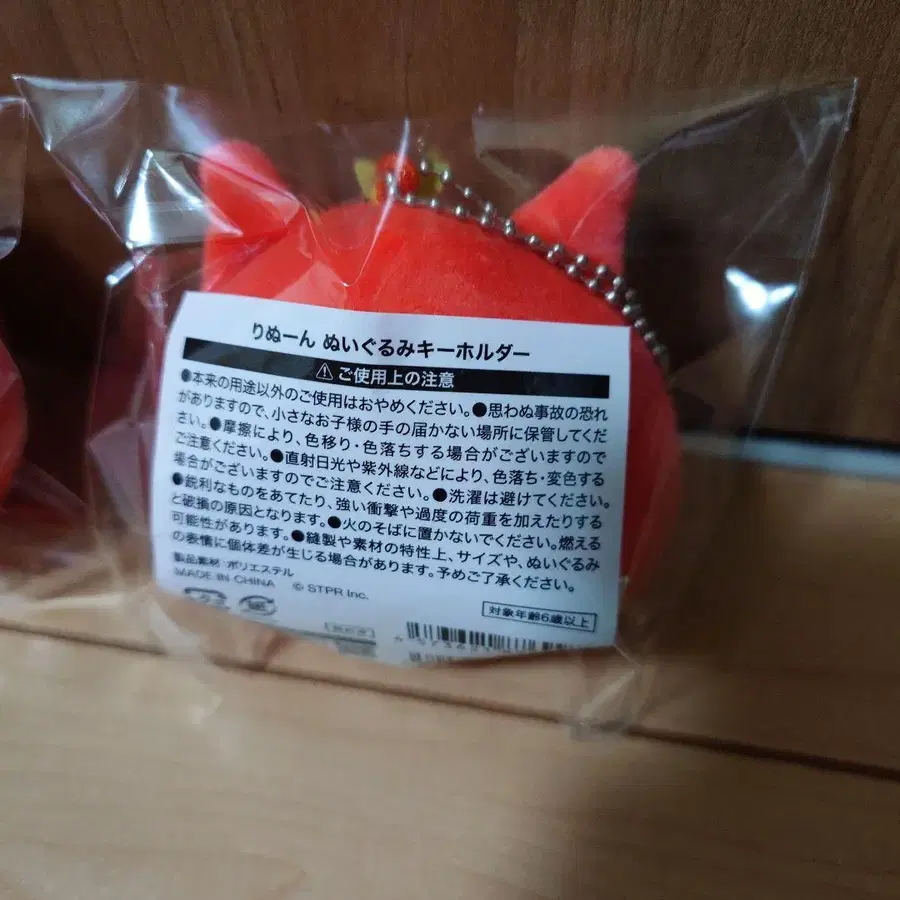 りぬーん ぬいぐるみキーホルダー
⚠ご使用上の注意
●本来の用途以外のご使用はおやめください。●思わぬ事故の恐れ
がありますので、小さなお子様の手の届かない場所に保管してくだ
さい。●摩擦により、色移り・色落ちする場合がございますので
ご注意ください。●直射日光や紫外線などにより、色落ち・変色する
場合がございますのでご注意ください。●洗濯は避けてください。
●鋭利なものをあてたり、強い衝撃や過度の荷重を加えたりする
と破損の原因となります。●火のそばに置かないでください。燃える
可能性があります。●縫製や素材の特性上、サイズや、ぬいぐるみ
の表情に個体差が生じる場合があります。予めご了承ください。
製品素材:ポリエステル
MADE IN CHINA © STPR Inc.
対象年齢6歳以上